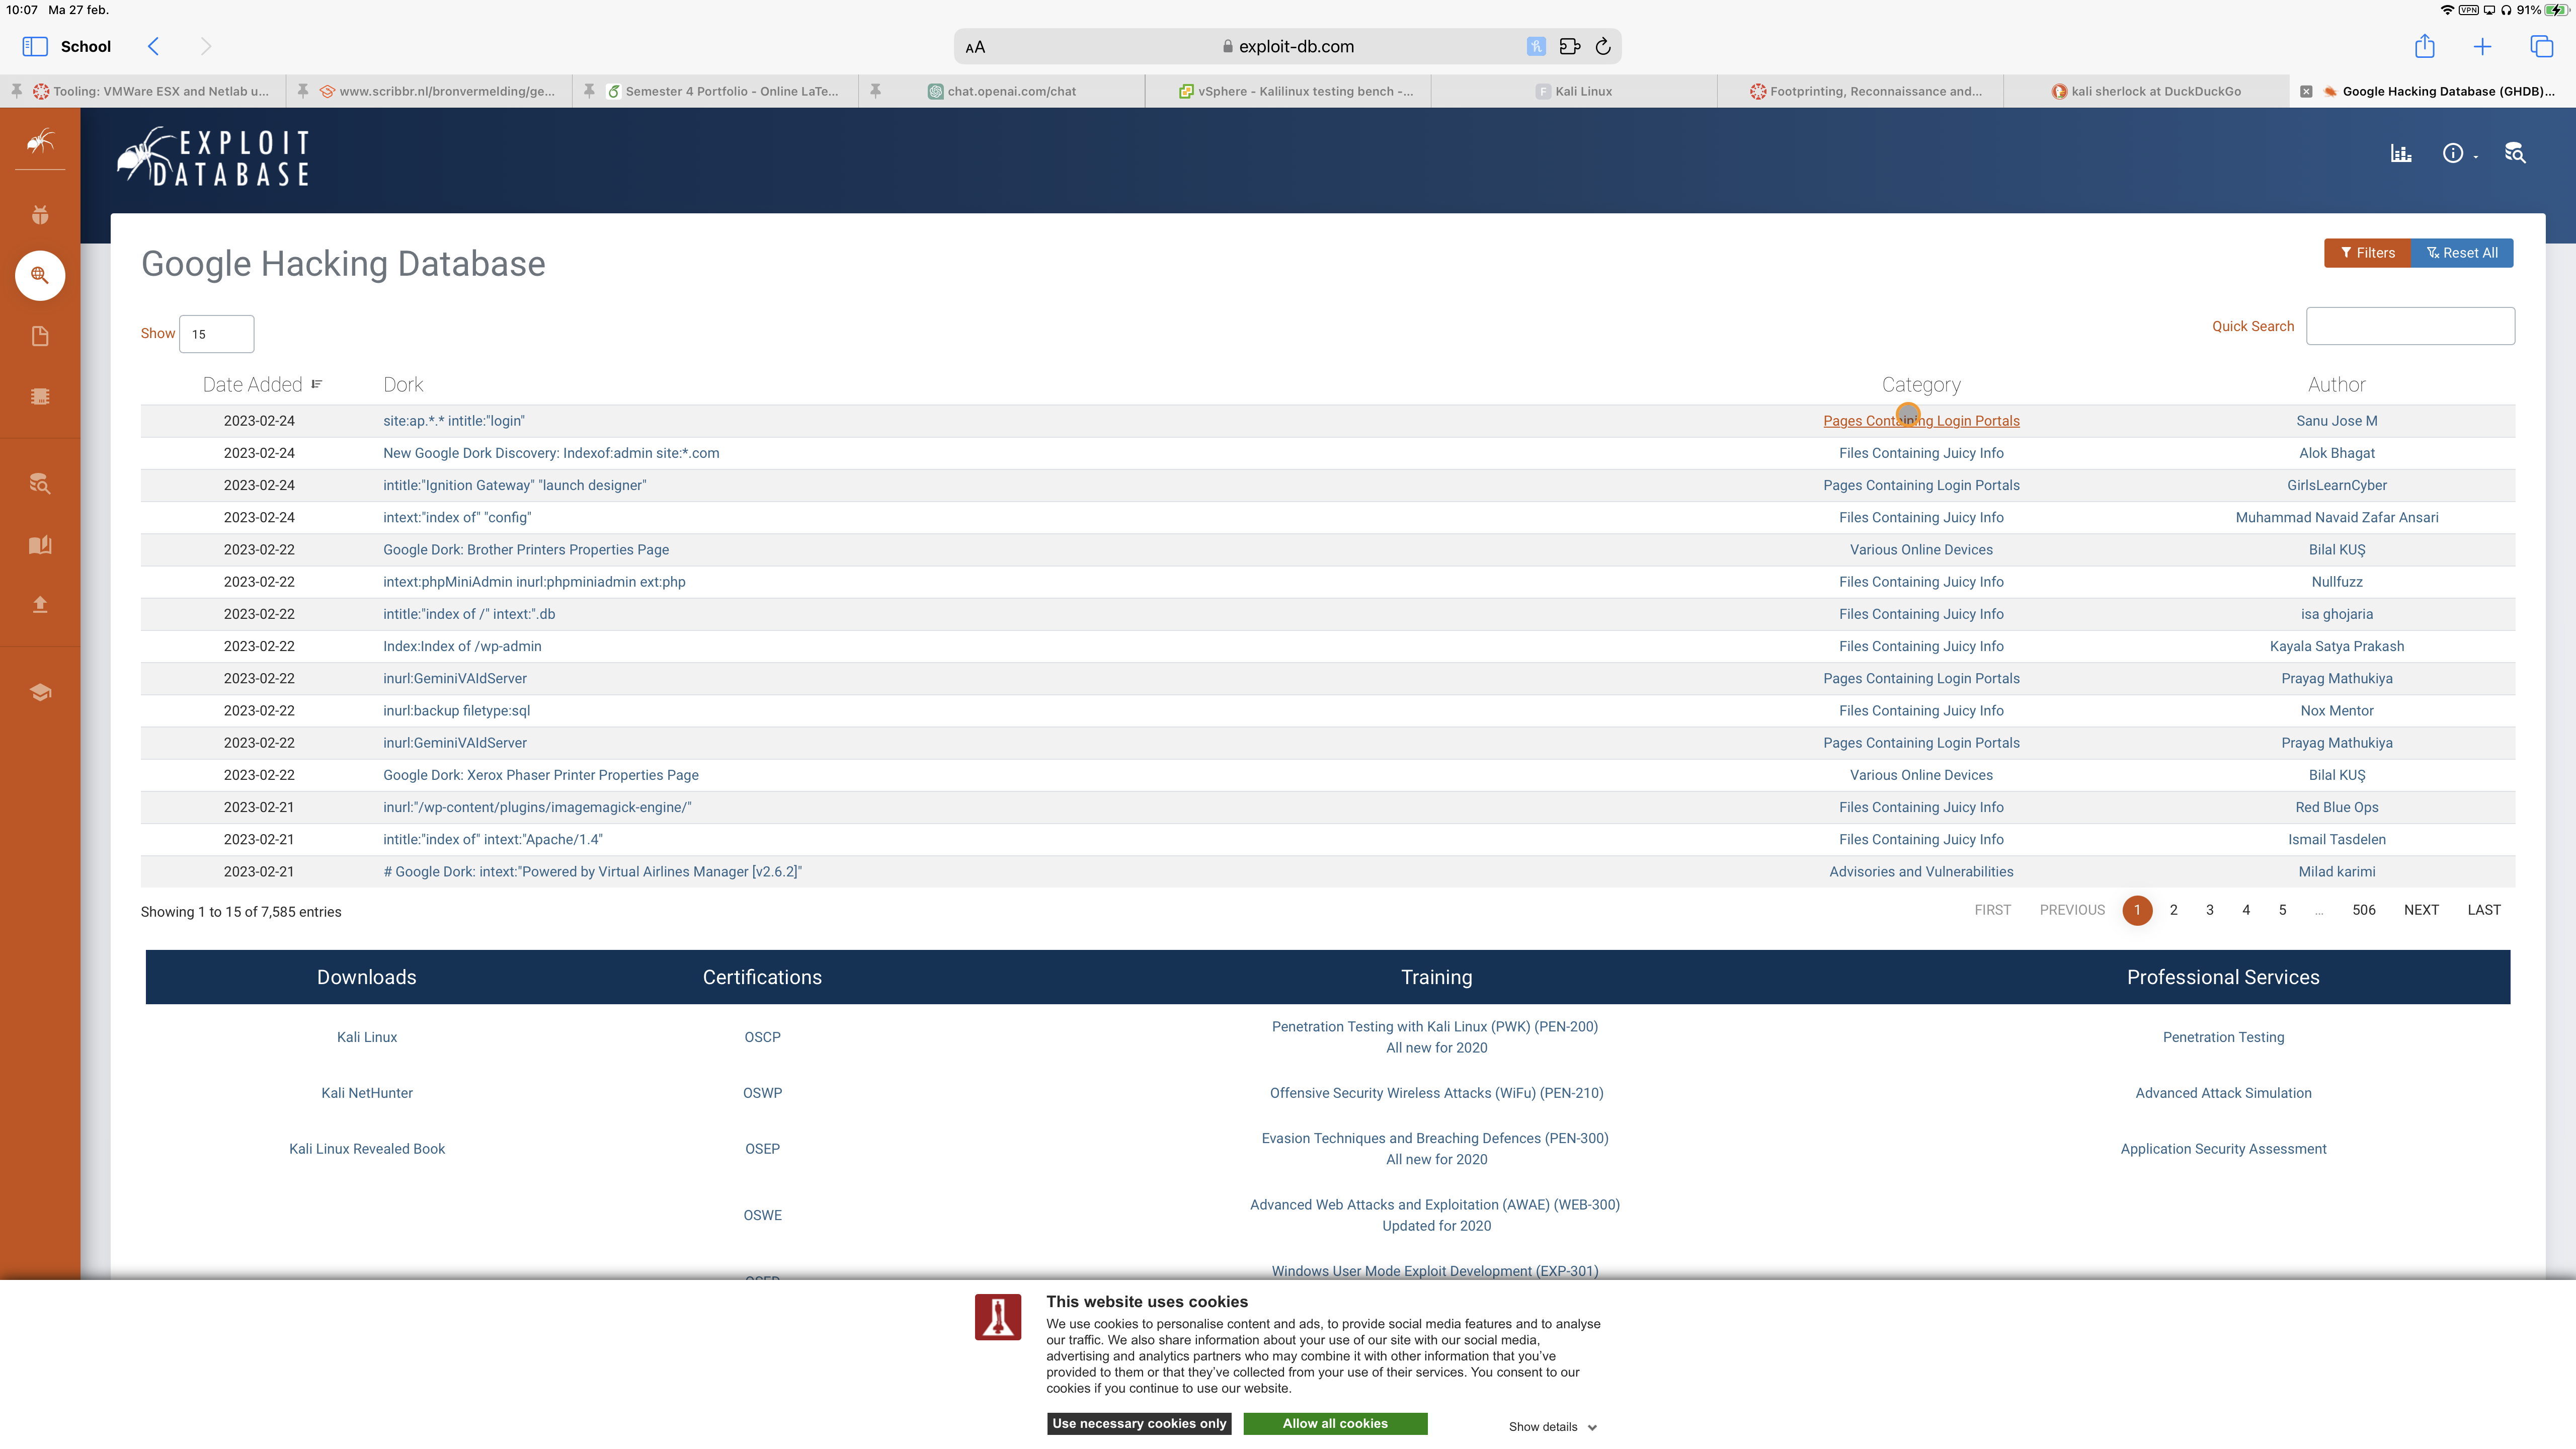 10:07 Ma 27 feb.
VPN 91%
School
AA exploit-db.com
Tooling: VMWare ESX and Netlab u...
www.scribbr.nl/bronvermelding/ge...
Semester 4 Portfolio - Online LaTe...
chat.openai.com/chat
vSphere - Kalilinux testing bench -...
F Kali Linux
Footprinting, Reconnaissance and...
kali sherlock at DuckDuckGo
Google Hacking Database (GHDB)...
EXPLOIT
DATABASE
Google Hacking Database
Filters Reset All
Show 15
Quick Search
Date Added Dork Category Author
2023-02-24 site:ap.*.* intitle:"login" Pages Containing Login Portals Sanu Jose M
2023-02-24 New Google Dork Discovery: Indexof:admin site:*.com Files Containing Juicy Info Alok Bhagat
2023-02-24 intitle:"Ignition Gateway" "launch designer" Pages Containing Login Portals GirlsLearnCyber
2023-02-24 intext:"index of" "config" Files Containing Juicy Info Muhammad Navaid Zafar Ansari
2023-02-22 Google Dork: Brother Printers Properties Page Various Online Devices Bilal KUŞ
2023-02-22 intext:phpMiniAdmin inurl:phpminiadmin ext:php Files Containing Juicy Info Nullfuzz
2023-02-22 intitle:"index of /" intext:".db Files Containing Juicy Info isa ghojaria
2023-02-22 Index:Index of /wp-admin Files Containing Juicy Info Kayala Satya Prakash
2023-02-22 inurl:GeminiVAIdServer Pages Containing Login Portals Prayag Mathukiya
2023-02-22 inurl:backup filetype:sql Files Containing Juicy Info Nox Mentor
2023-02-22 inurl:GeminiVAIdServer Pages Containing Login Portals Prayag Mathukiya
2023-02-22 Google Dork: Xerox Phaser Printer Properties Page Various Online Devices Bilal KUŞ
2023-02-21 inurl:"/wp-content/plugins/imagemagick-engine/" Files Containing Juicy Info Red Blue Ops
2023-02-21 intitle:"index of" intext:"Apache/1.4" Files Containing Juicy Info Ismail Tasdelen
2023-02-21 # Google Dork: intext:"Powered by Virtual Airlines Manager [v2.6.2]" Advisories and Vulnerabilities Milad karimi
Showing 1 to 15 of 7,585 entries
FIRST PREVIOUS 1 2 3 4 5 ... 506 NEXT LAST
Downloads Certifications Training Professional Services
Kali Linux OSCP Penetration Testing with Kali Linux (PWK) (PEN-200) Penetration Testing
All new for 2020
Kali NetHunter OSWP Offensive Security Wireless Attacks (WiFu) (PEN-210) Advanced Attack Simulation
Kali Linux Revealed Book OSEP Evasion Techniques and Breaching Defences (PEN-300) Application Security Assessment
All new for 2020
OSWE Advanced Web Attacks and Exploitation (AWAE) (WEB-300)
Updated for 2020
Windows User Mode Exploit Development (EXP-301)
This website uses cookies
We use cookies to personalise content and ads, to provide social media features and to analyse
our traffic. We also share information about your use of our site with our social media,
advertising and analytics partners who may combine it with other information that you've
provided to them or that they've collected from your use of their services. You consent to our
cookies if you continue to use our website.
Use necessary cookies only Allow all cookies Show details